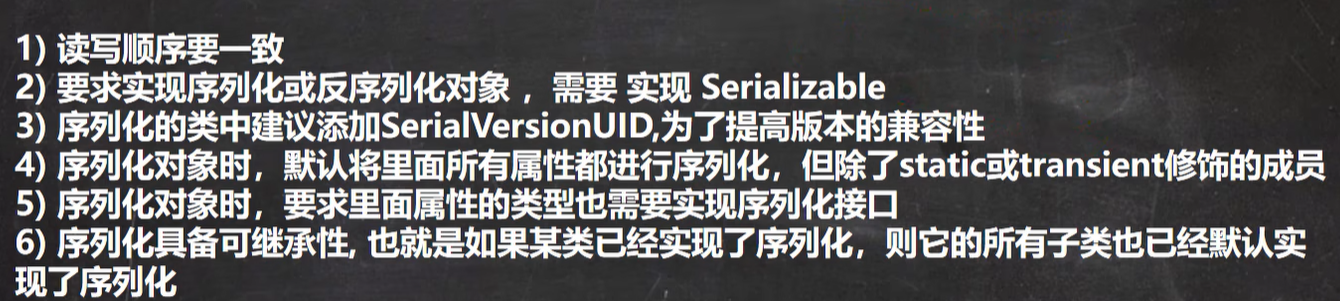 1) 读写顺序要一致
2) 要求实现序列化或反序列化对象 ，需要 实现 Serializable
3) 序列化的类中建议添加SerialVersionUID,为了提高版本的兼容性
4) 序列化对象时，默认将里面所有属性都进行序列化，但除了static或transient修饰的成员
5) 序列化对象时，要求里面属性的类型也需要实现序列化接口
6) 序列化具备可继承性, 也就是如果某类已经实现了序列化，则它的所有子类也已经默认实
现了序列化